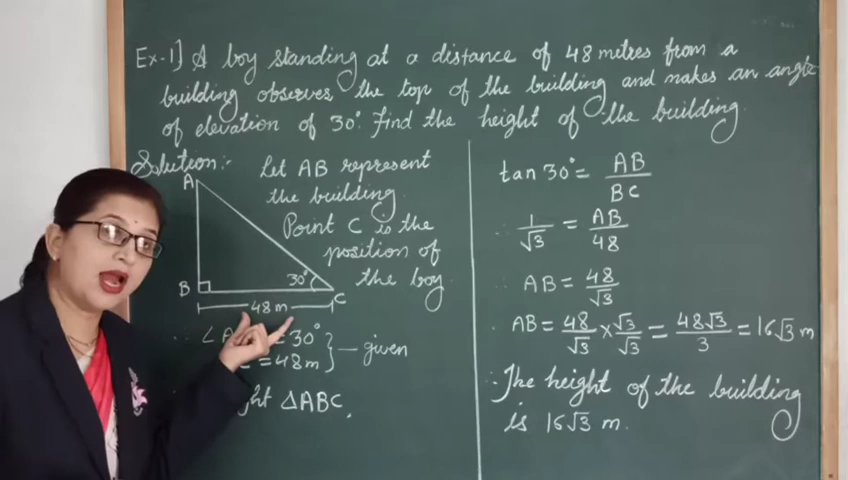 Ex-1] A boy standing at a distance of 48 metres from a
building observes the top of the building and makes an angle
of elevation of 30°. Find the height of the building.
Solution:-
Let AB represent
the building.
Point C is the
position of
the boy
A
B
C
30°
48 m
∠A = 30°
= 48 m } — given
ΔABC,
tan 30° = AB/BC
∴ 1/√3 = AB/48
∴ AB = 48/√3
∴ AB = 48/√3 × √3/√3 = 48√3/3 = 16√3 m
∴ The height of the building
is 16√3 m.